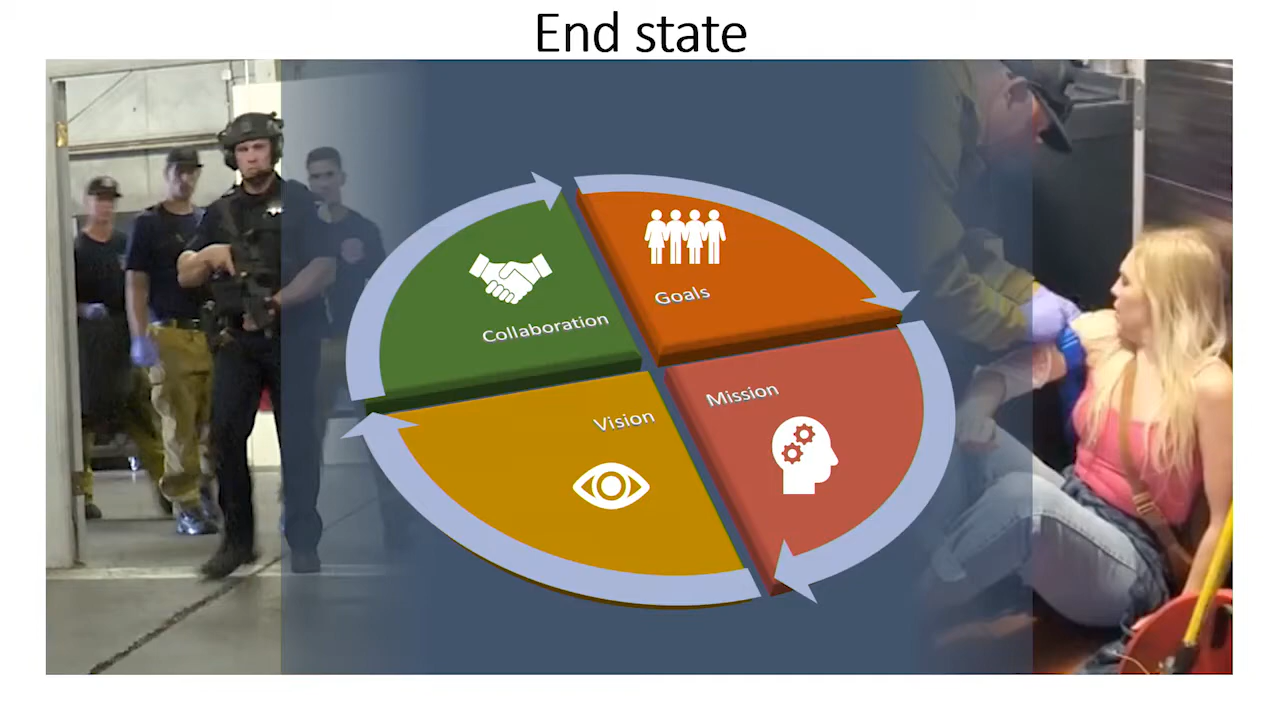 End state
Goals
Collaboration
Mission
Vision